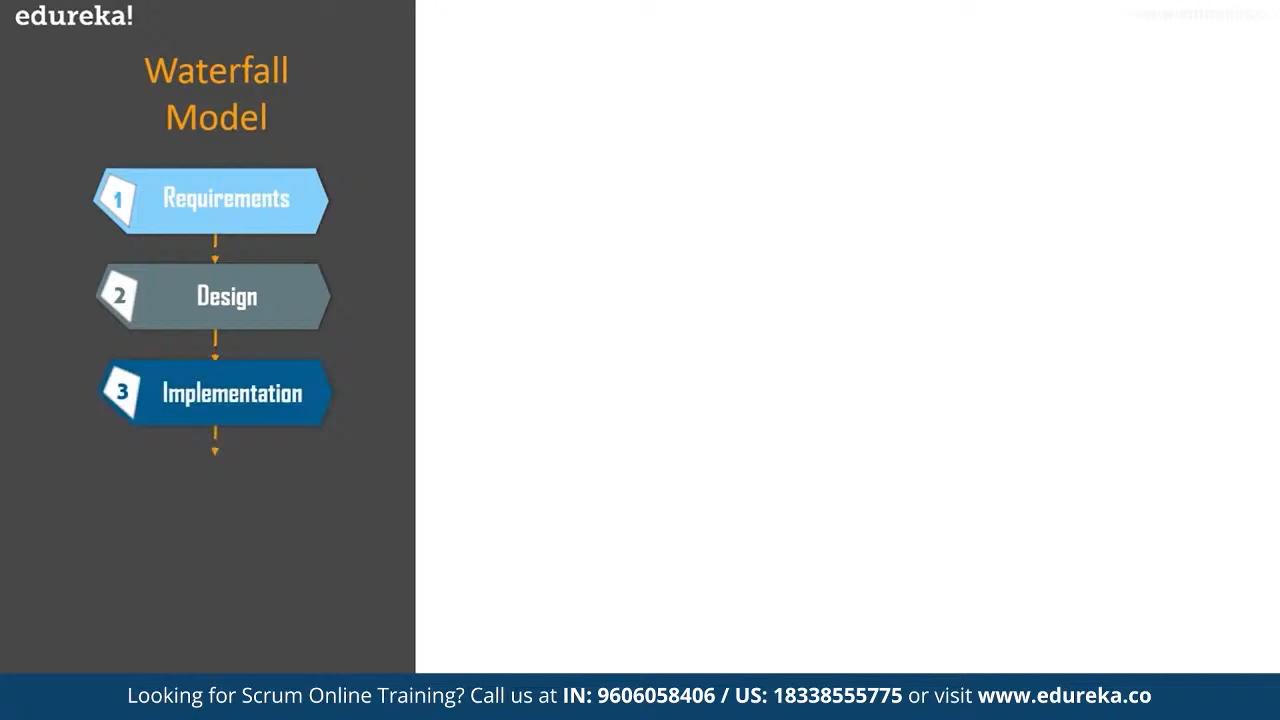 edureka!
Waterfall
Model
1 Requirements
2 Design
3 Implementation
Looking for Scrum Online Training? Call us at IN: 9606058406 / US: 18338555775 or visit www.edureka.co